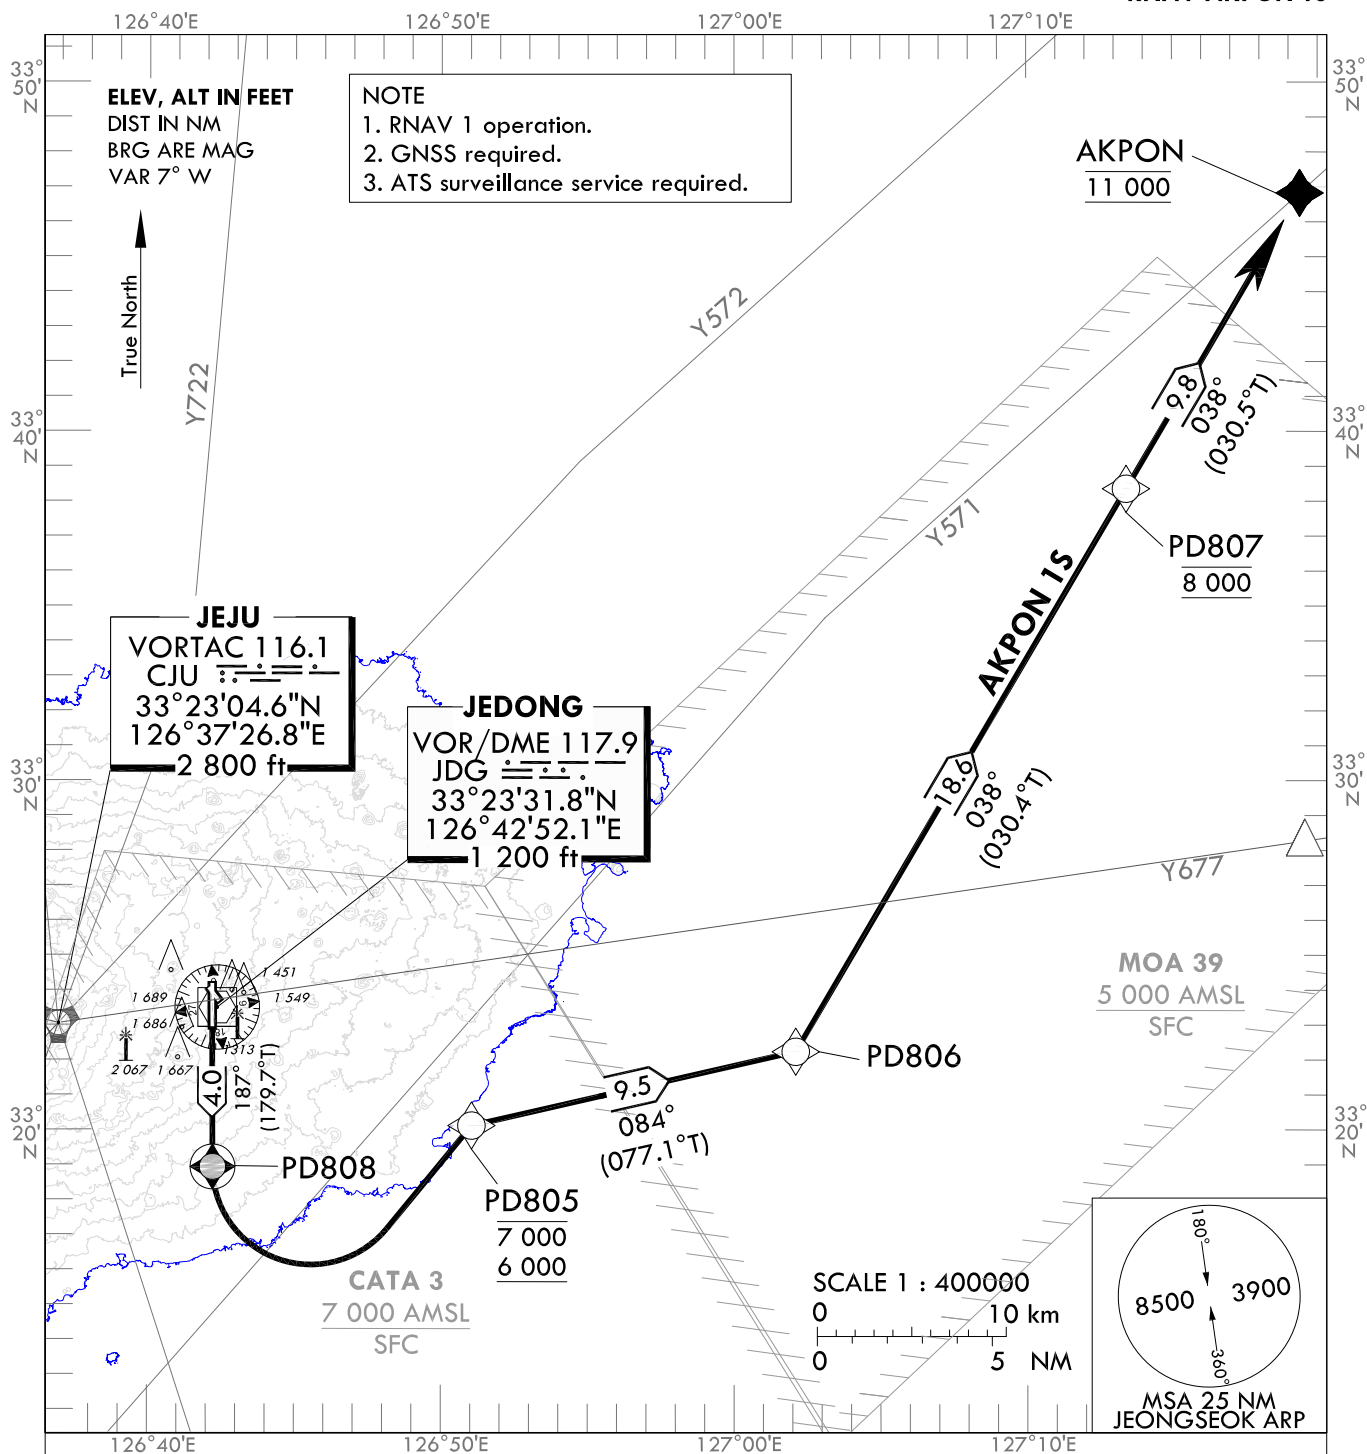 126°40'E
126°50'E
127°00'E
127°10'E
33°
50'
N
33°
50'
N
ELEV, ALT IN FEET
DIST IN NM
BRG ARE MAG
VAR 7° W
NOTE
1. RNAV 1 operation.
2. GNSS required.
3. ATS surveillance service required.
AKPON
11 000
True North
Y722
Y572
Y571
9.8
038°
(030.5°T)
33°
40'
N
33°
40'
N
PD807
8 000
AKPON 1S
JEJU
VORTAC 116.1
CJU
33°23'04.6"N
126°37'26.8"E
2 800 ft
JEDONG
VOR/DME 117.9
JDG
33°23'31.8"N
126°42'52.1"E
1 200 ft
33°
30'
N
33°
30'
N
18.6
038°
(030.4°T)
Y677
MOA 39
5 000 AMSL
SFC
1 451
1 689
1 549
1 686
1313
2 067
1 667
27
18
4.0
187°
(179.7°T)
PD806
9.5
084°
(077.1°T)
33°
20'
N
33°
20'
N
PD808
PD805
7 000
6 000
CATA 3
7 000 AMSL
SFC
SCALE 1 : 400000
0
10 km
0
5 NM
180°
8500
3900
360°
MSA 25 NM
JEONGSEOK ARP
126°40'E
126°50'E
127°00'E
127°10'E